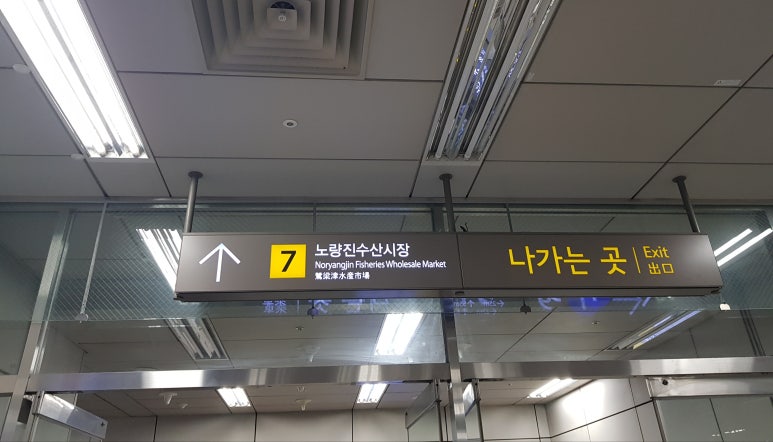 7
노량진수산시장
Noryangjin Fisheries Wholesale Market
鷺梁津水産市場
나가는 곳
Exit
出口